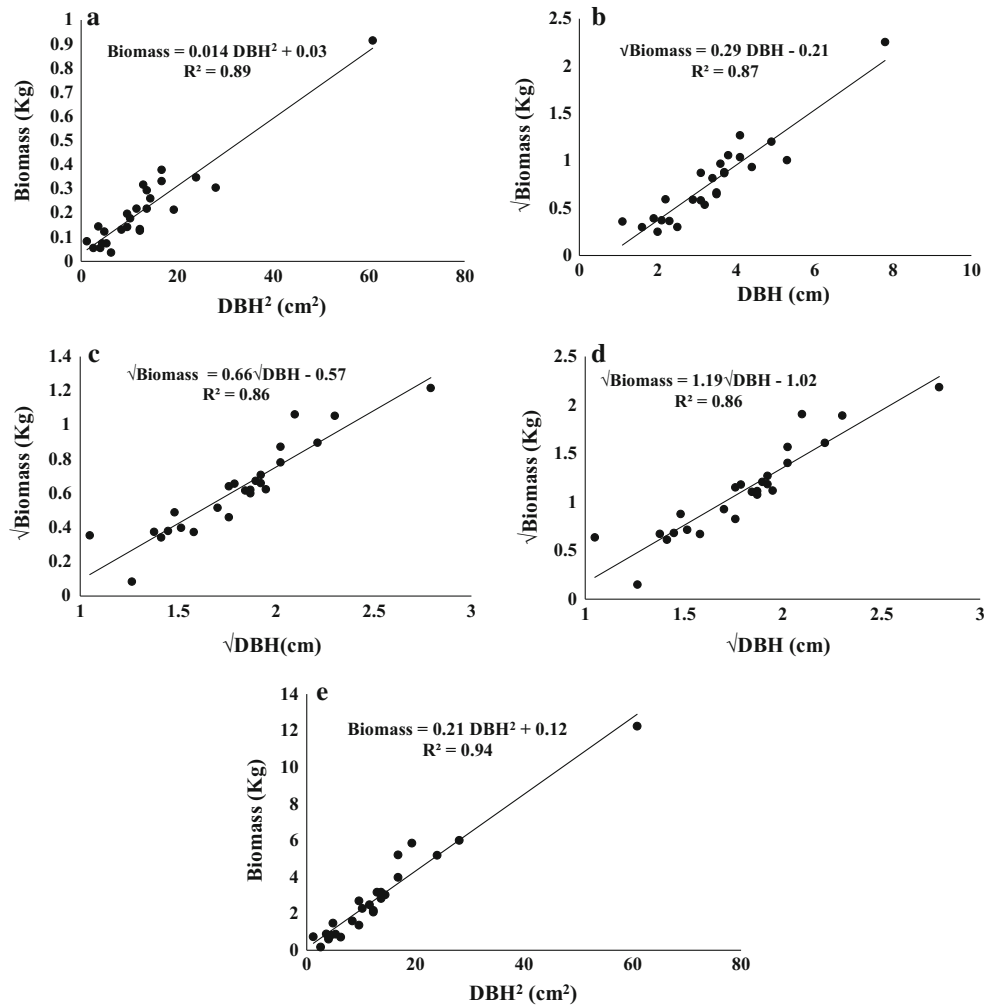 a
Biomass = 0.014 DBH² + 0.03
R² = 0.89
Biomass (Kg)
1
0.9
0.8
0.7
0.6
0.5
0.4
0.3
0.2
0.1
0
0 20 40 60 80
DBH² (cm²)
b
√Biomass = 0.29 DBH - 0.21
R² = 0.87
√Biomass (Kg)
2.5
2
1.5
1
0.5
0
0 2 4 6 8 10
DBH (cm)
c
√Biomass = 0.66√DBH - 0.57
R² = 0.86
√Biomass (Kg)
1.4
1.2
1
0.8
0.6
0.4
0.2
0
1 1.5 2 2.5 3
√DBH(cm)
d
√Biomass = 1.19√DBH - 1.02
R² = 0.86
√Biomass (Kg)
2.5
2
1.5
1
0.5
0
1 1.5 2 2.5 3
√DBH (cm)
e
Biomass = 0.21 DBH² + 0.12
R² = 0.94
Biomass (Kg)
14
12
10
8
6
4
2
0
0 20 40 60 80
DBH² (cm²)